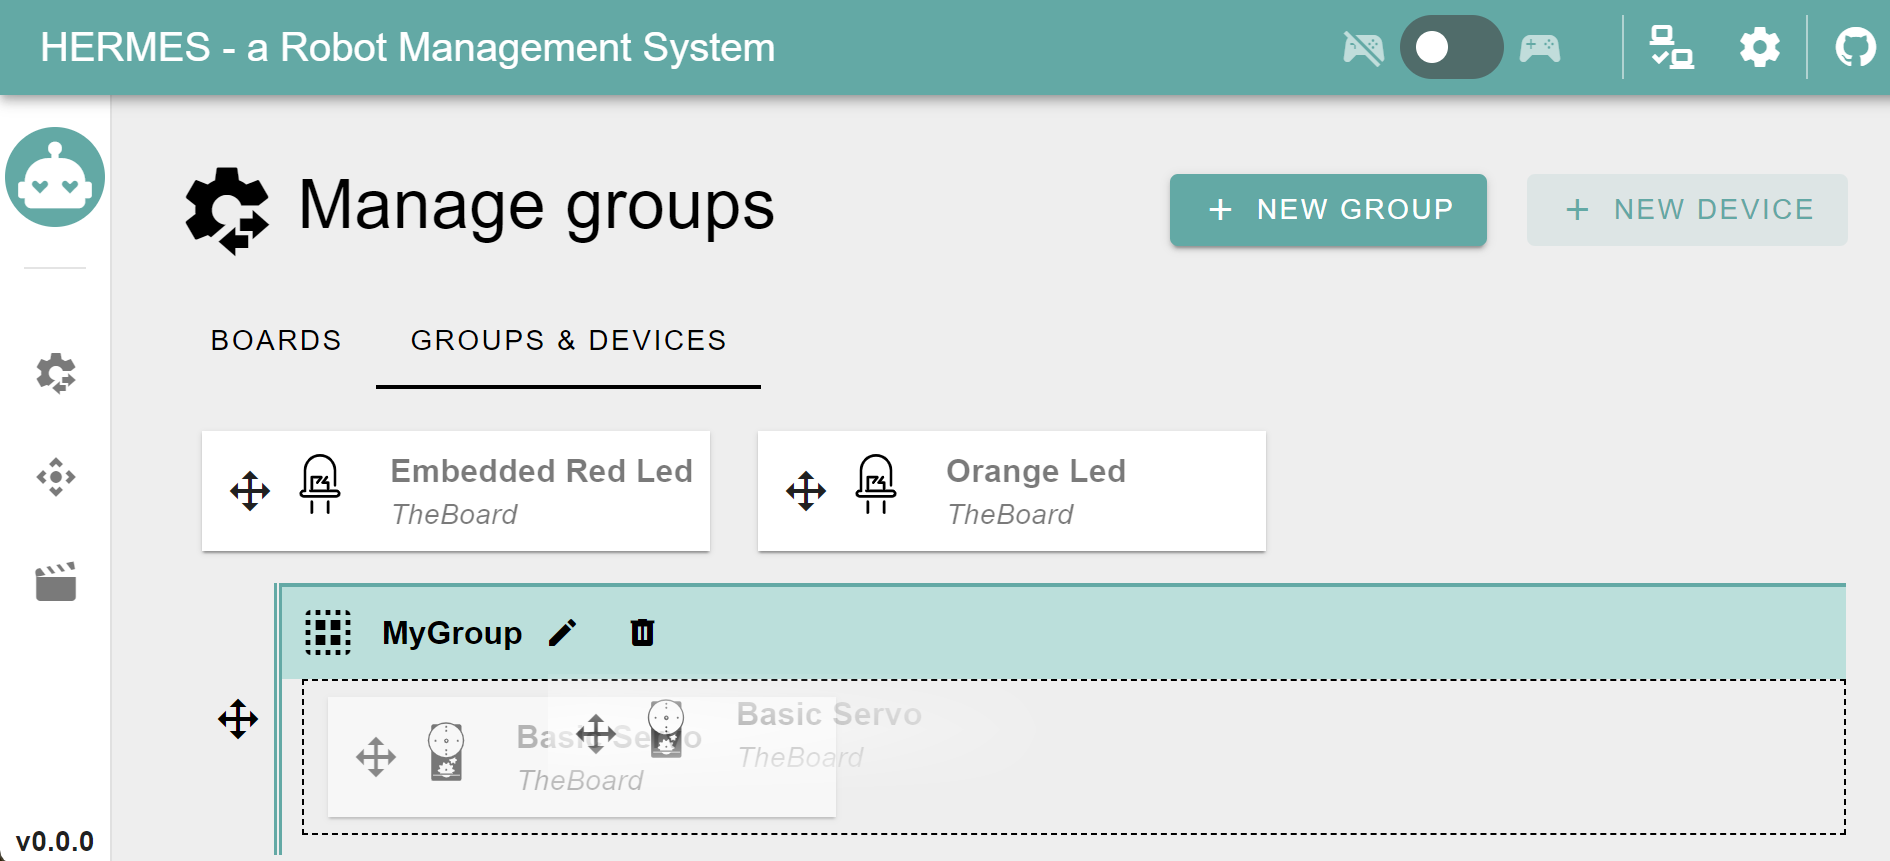 HERMES - a Robot Management System
Manage groups
+ NEW GROUP
+ NEW DEVICE
BOARDS
GROUPS & DEVICES
Embedded Red Led
TheBoard
Orange Led
TheBoard
MyGroup
Basic Servo
TheBoard
Basic Servo
TheBoard
v0.0.0